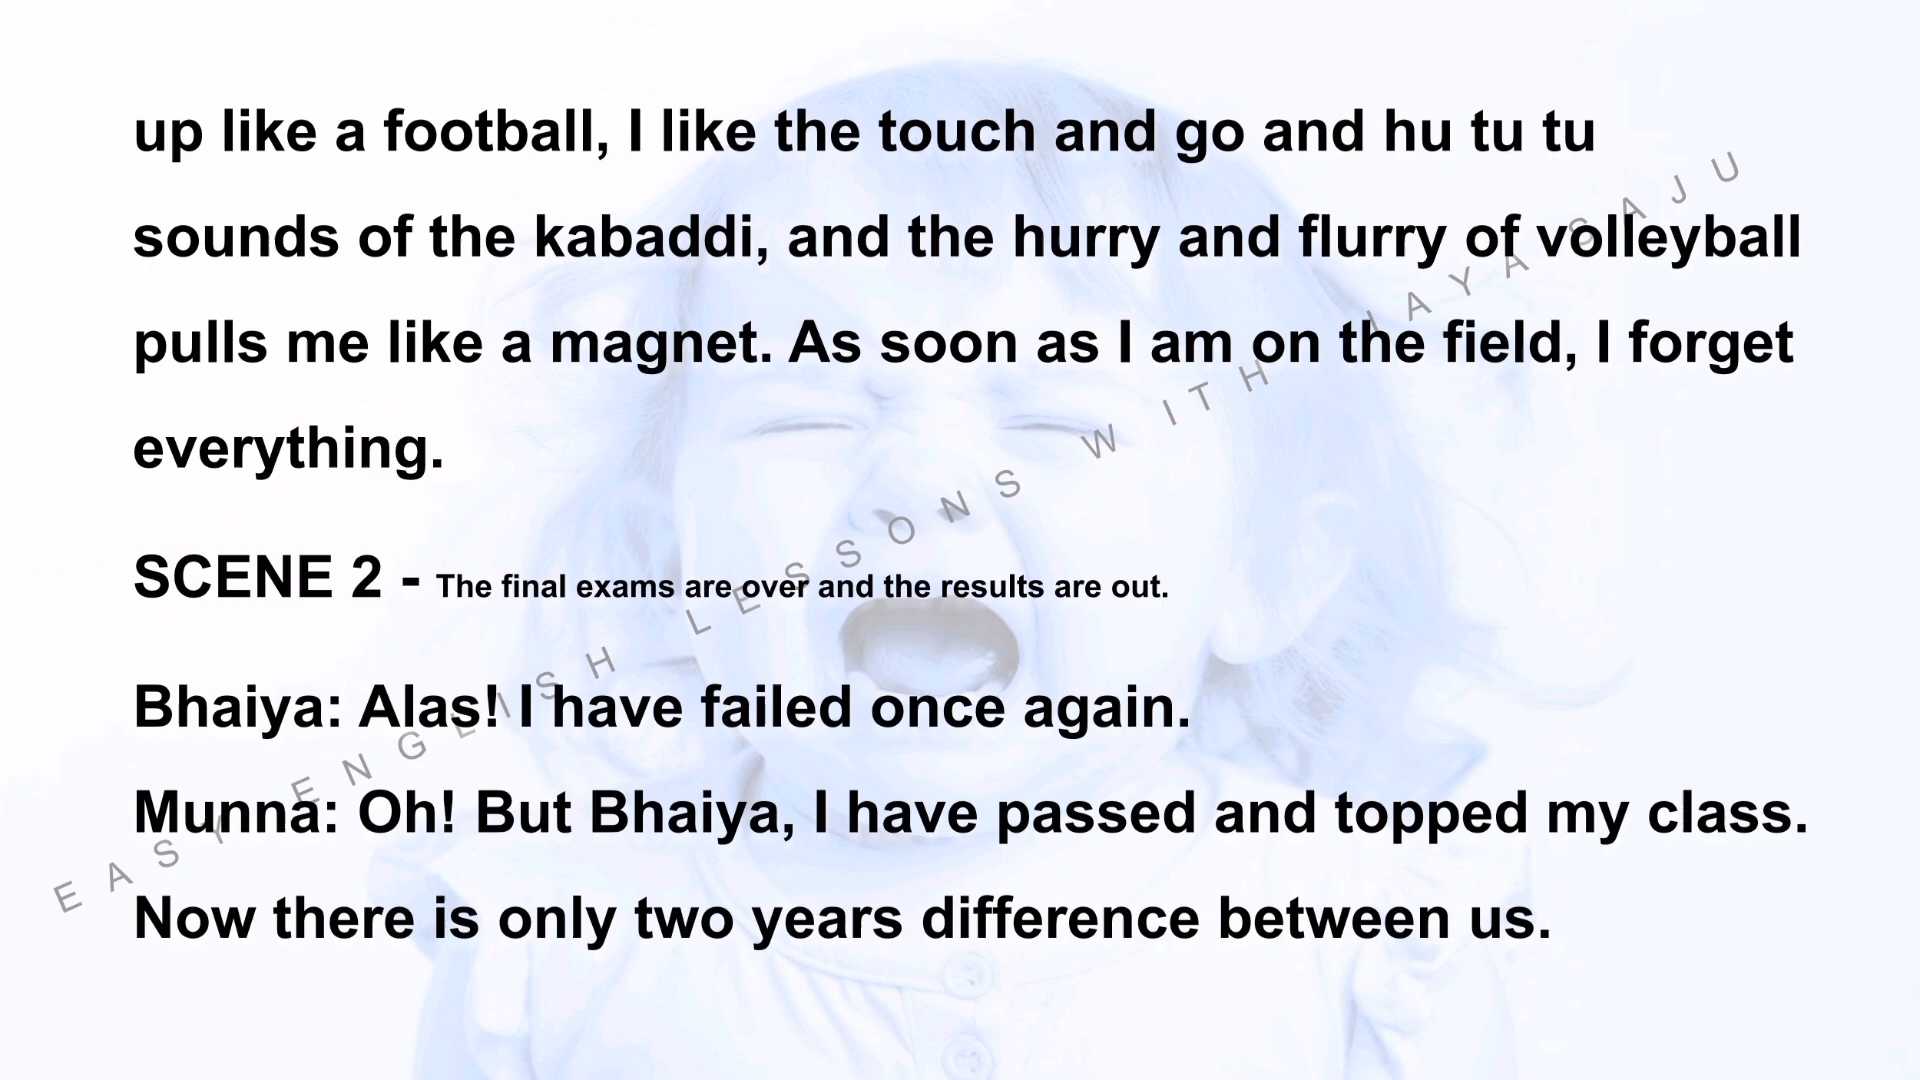 up like a football, I like the touch and go and hu tu tu
sounds of the kabaddi, and the hurry and flurry of volleyball
pulls me like a magnet. As soon as I am on the field, I forget
everything.
SCENE 2 - The final exams are over and the results are out.
Bhaiya: Alas! I have failed once again.
Munna: Oh! But Bhaiya, I have passed and topped my class.
Now there is only two years difference between us.
EASY ENGLISH LESSONS WITH JAYA SAJU